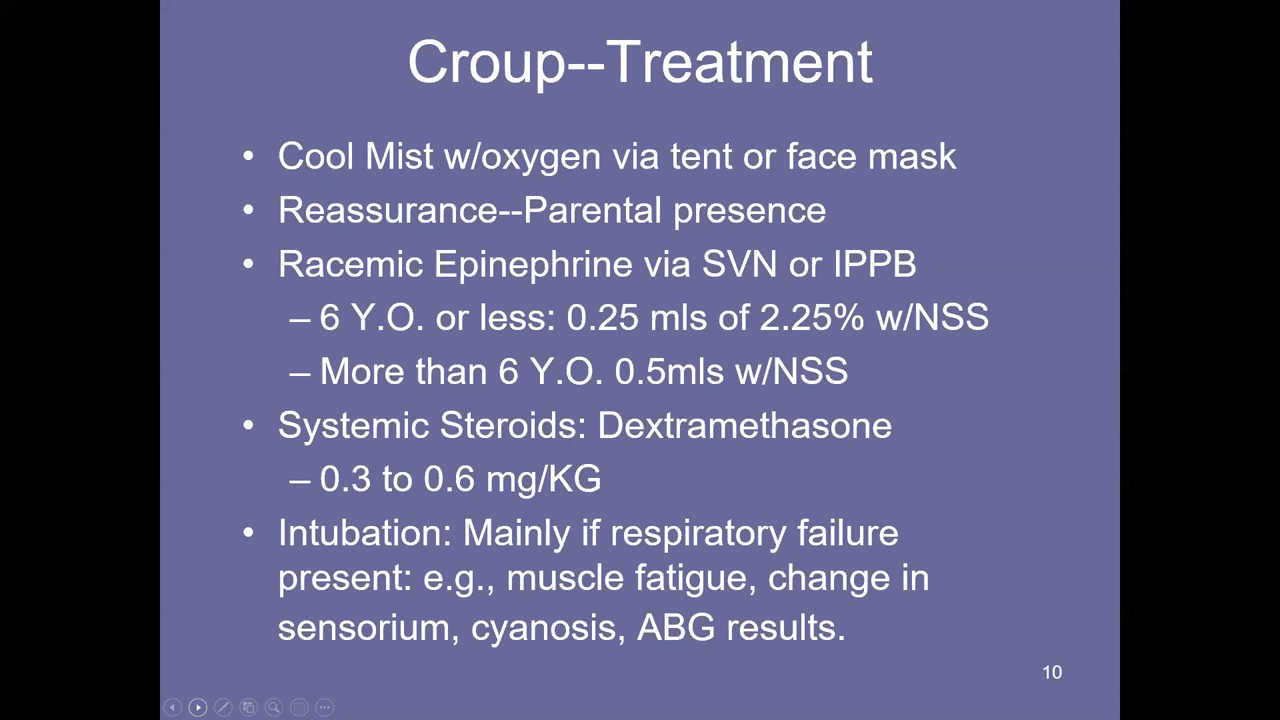 Croup--Treatment
• Cool Mist w/oxygen via tent or face mask
• Reassurance--Parental presence
• Racemic Epinephrine via SVN or IPPB
– 6 Y.O. or less: 0.25 mls of 2.25% w/NSS
– More than 6 Y.O. 0.5mls w/NSS
• Systemic Steroids: Dextramethasone
– 0.3 to 0.6 mg/KG
• Intubation: Mainly if respiratory failure
present: e.g., muscle fatigue, change in
sensorium, cyanosis, ABG results.
10